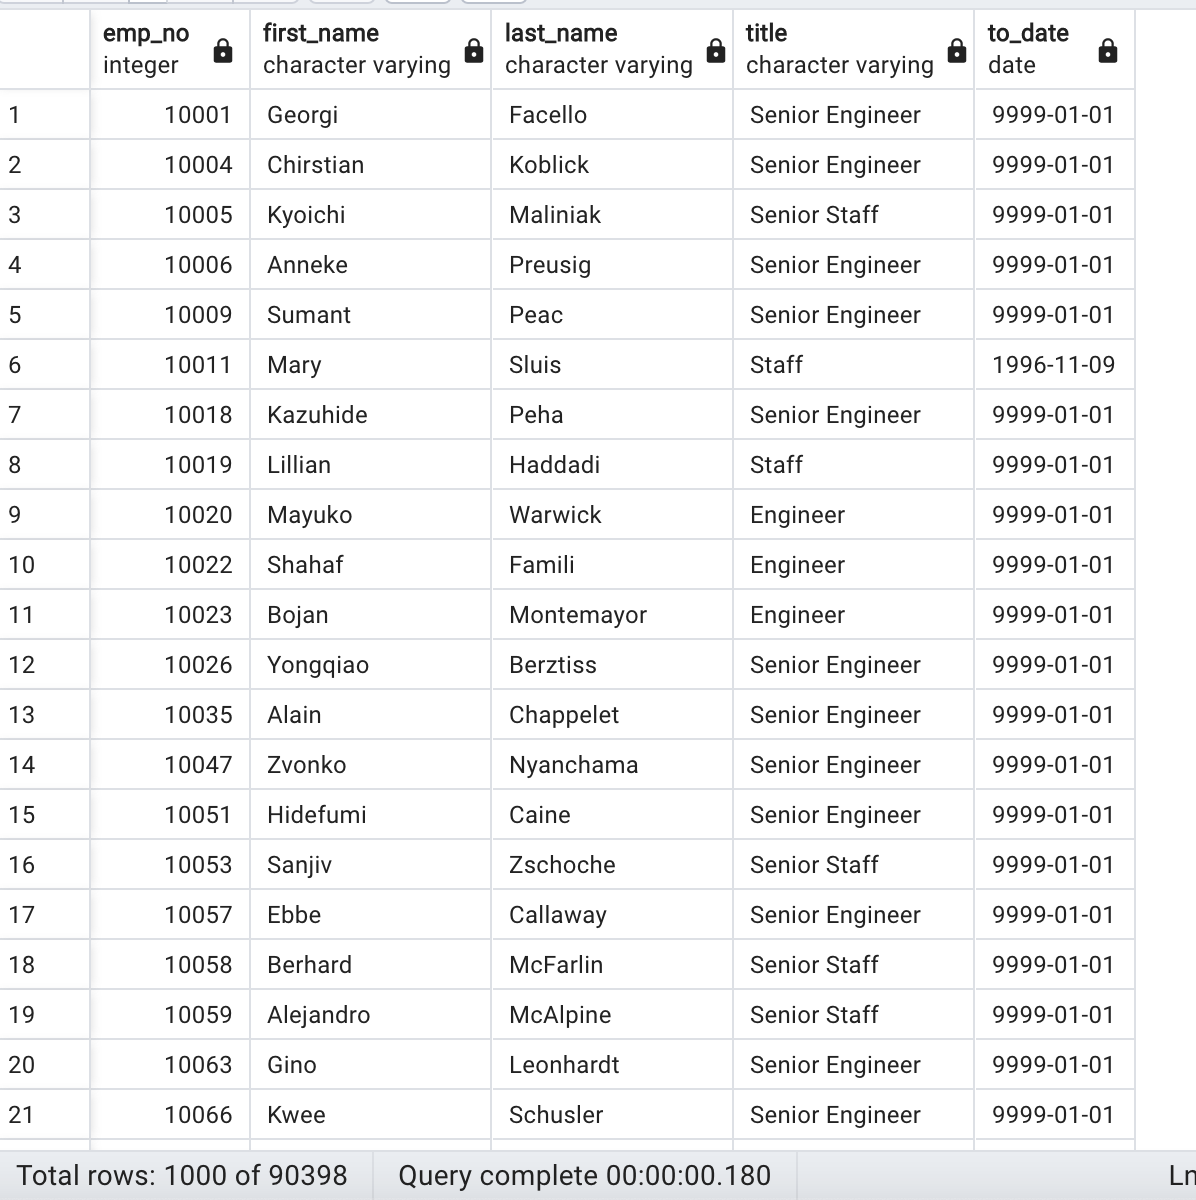 emp_no first_name last_name title to_date
integer character varying character varying character varying date
1 10001 Georgi Facello Senior Engineer 9999-01-01
2 10004 Chirstian Koblick Senior Engineer 9999-01-01
3 10005 Kyoichi Maliniak Senior Staff 9999-01-01
4 10006 Anneke Preusig Senior Engineer 9999-01-01
5 10009 Sumant Peac Senior Engineer 9999-01-01
6 10011 Mary Sluis Staff 1996-11-09
7 10018 Kazuhide Peha Senior Engineer 9999-01-01
8 10019 Lillian Haddadi Staff 9999-01-01
9 10020 Mayuko Warwick Engineer 9999-01-01
10 10022 Shahaf Famili Engineer 9999-01-01
11 10023 Bojan Montemayor Engineer 9999-01-01
12 10026 Yongqiao Berztiss Senior Engineer 9999-01-01
13 10035 Alain Chappelet Senior Engineer 9999-01-01
14 10047 Zvonko Nyanchama Senior Engineer 9999-01-01
15 10051 Hidefumi Caine Senior Engineer 9999-01-01
16 10053 Sanjiv Zschoche Senior Staff 9999-01-01
17 10057 Ebbe Callaway Senior Engineer 9999-01-01
18 10058 Berhard McFarlin Senior Staff 9999-01-01
19 10059 Alejandro McAlpine Senior Staff 9999-01-01
20 10063 Gino Leonhardt Senior Engineer 9999-01-01
21 10066 Kwee Schusler Senior Engineer 9999-01-01
Total rows: 1000 of 90398 Query complete 00:00:00.180 Ln